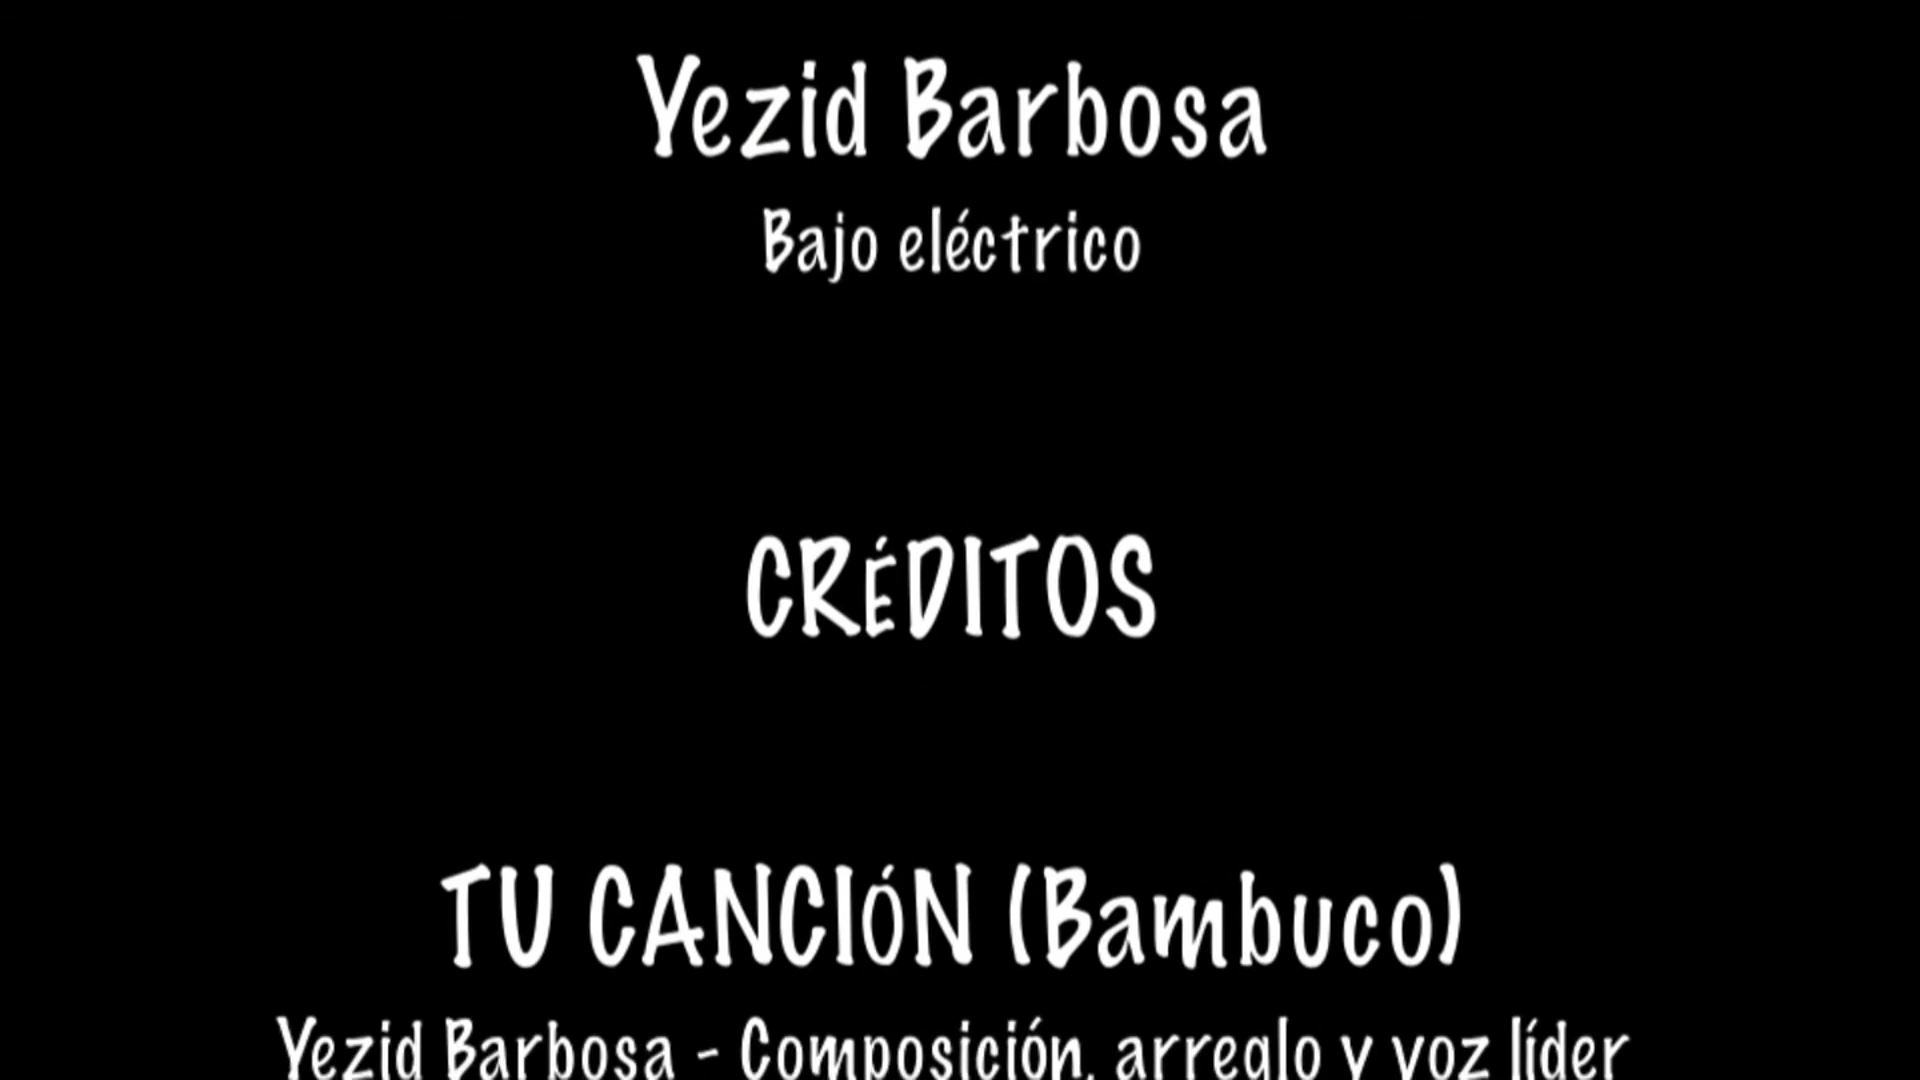 Yezid Barbosa
Bajo eléctrico
CRÉDITOS
TU CANCIÓN (Bambuco)
Yezid Barbosa - Composición, arreglo y voz líder